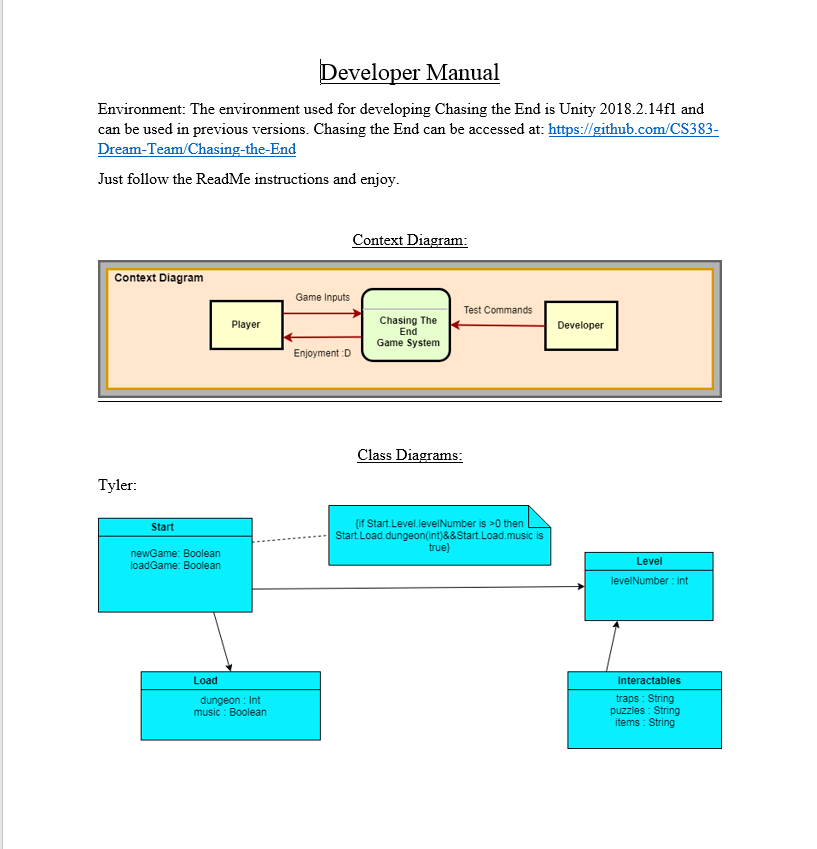 Developer Manual
Environment: The environment used for developing Chasing the End is Unity 2018.2.14f1 and
can be used in previous versions. Chasing the End can be accessed at: https://github.com/CS383-
Dream-Team/Chasing-the-End
Just follow the ReadMe instructions and enjoy.
Context Diagram:
Context Diagram
Game Inputs
Player
Chasing The
End
Game System
Test Commands
Developer
Enjoyment :D
Class Diagrams:
Tyler:
Start
newGame: Boolean
loadGame: Boolean
{if Start.Level.levelNumber is >0 then
Start.Load.dungeon(int)&&Start.Load.music is
true}
Level
levelNumber : int
Load
dungeon : Int
music : Boolean
Interactables
traps : String
puzzles : String
items : String